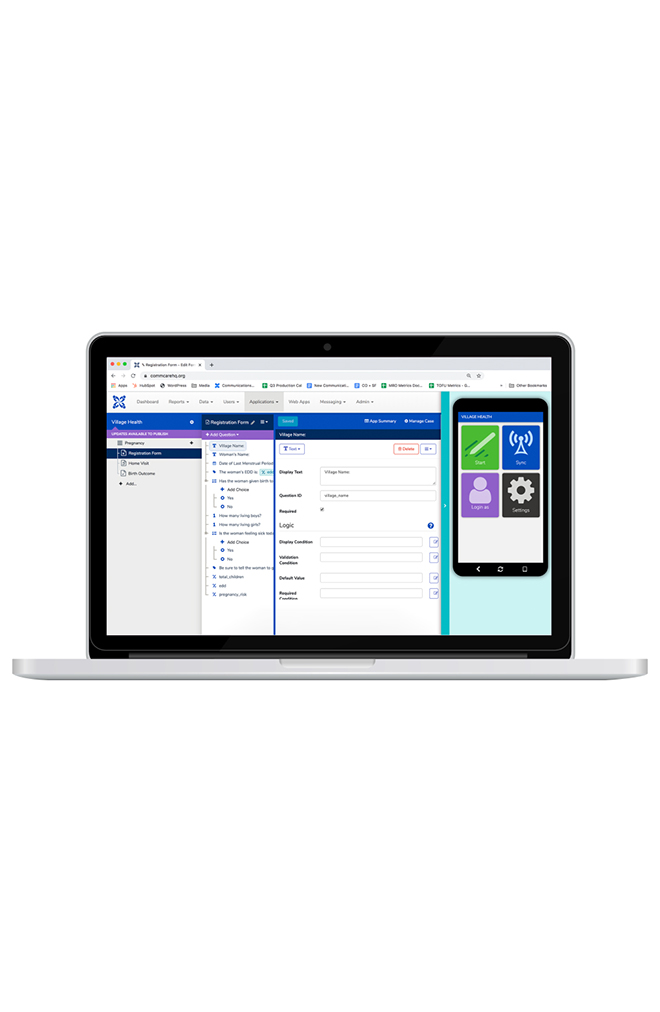 Registration Form - Edit Fo
commcarehq.org
Apps HubSpot WordPress Media Communications... Q3 Production Cal New Communicati... CO + SF MRD Metrics Doc... TOFU Metrics - G... » Other Bookmarks
Dashboard Reports Data Users Applications Web Apps Messaging Admin
Village Health
UPDATES AVAILABLE TO PUBLISH
Pregnancy
Registration Form
Home Visit
Birth Outcome
Add...
Registration Form
+ Add Question
Village Name
Woman's Name:
Date of Last Menstrual Period
The woman's EDD is: edd
Has the woman given birth to
Add Choice
Yes
No
How many living boys?
How many living girls?
Is the woman feeling sick toda
Add Choice
Yes
No
Be sure to tell the woman to g
total_children
edd
pregnancy_risk
Saved
App Summary Manage Case
Village Name:
Text Delete
Display Text Village Name:
Question ID village_name
Required
Logic ?
Display Condition
Validation
Condition
Default Value
Required
Condition
VILLAGE HEALTH
Start Sync
Login as Settings